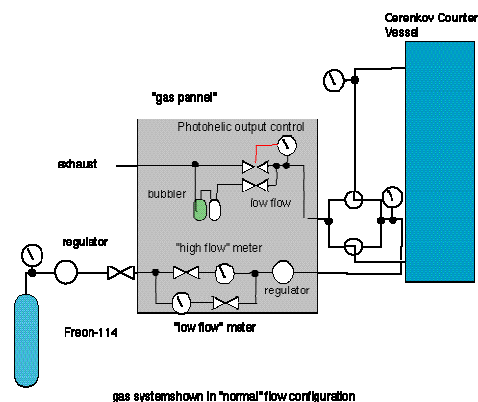 Cerenkov Counter
Vessel
"gas pannel"
Photohelic output control
exhaust
bubbler
low flow
regulator
"high flow" meter
regulator
Freon-114
"low flow" meter
gas systemshown in "normal" flow configuration